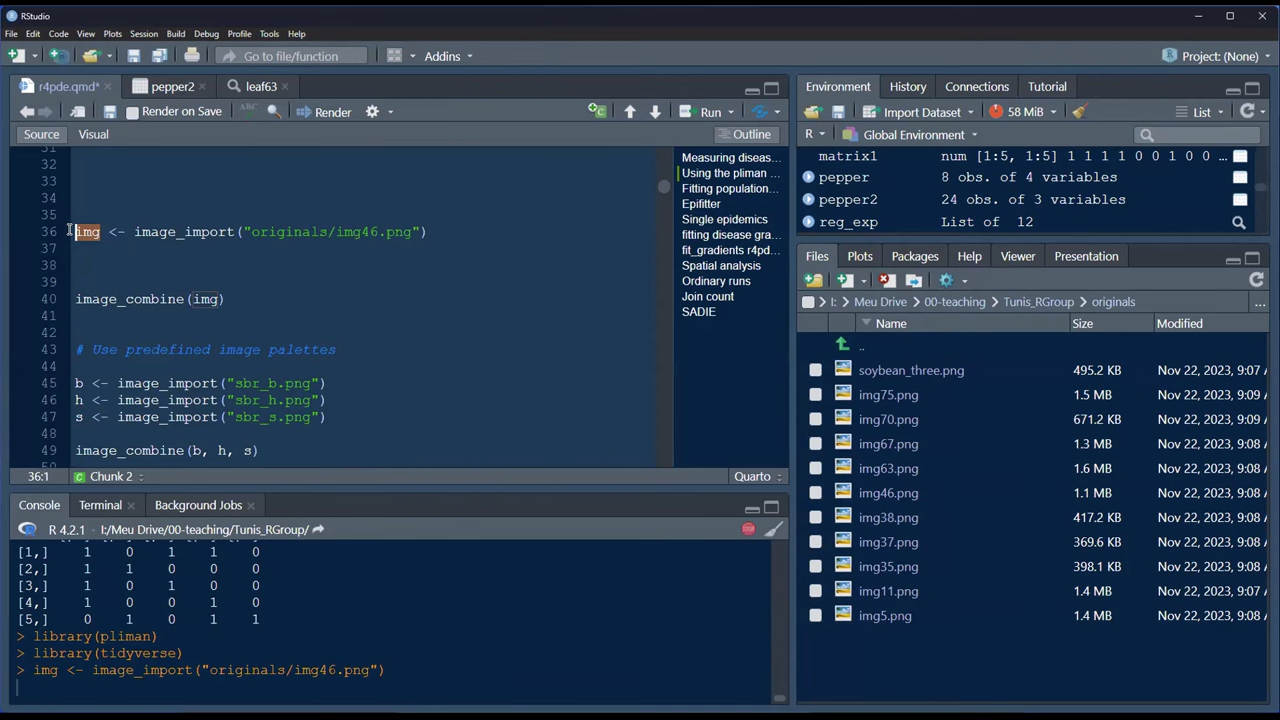 RStudio
File Edit Code View Plots Session Build Debug Profile Tools Help
Go to file/function Addins Project: (None)
r4pde.qmd* pepper2 leaf63
Render on Save ABC Render Run
Source Visual Outline
31
32
33
34
35
36 img <- image_import("originals/img46.png")
37
38
39
40 image_combine(img)
41
42
43 # Use predefined image palettes
44
45 b <- image_import("sbr_b.png")
46 h <- image_import("sbr_h.png")
47 s <- image_import("sbr_s.png")
48
49 image_combine(b, h, s)
50
36:1 Chunk 2 Quarto
Measuring diseas...
Using the pliman ...
Fitting population...
Epifitter
Single epidemics
fitting disease gra...
fit_gradients r4pd...
Spatial analysis
Ordinary runs
Join count
SADIE
Console Terminal Background Jobs
R 4.2.1 · I:/Meu Drive/00-teaching/Tunis_RGroup/
[1,] 1 0 1 1 0
[2,] 1 1 0 0 0
[3,] 1 0 1 0 0
[4,] 1 0 0 1 0
[5,] 0 1 0 1 1
> library(pliman)
> library(tidyverse)
> img <- image_import("originals/img46.png")
Environment History Connections Tutorial
Import Dataset 58 MiB List
R Global Environment
matrix1 num [1:5, 1:5] 1 1 1 1 0 0 1 0 0 ...
pepper 8 obs. of 4 variables
pepper2 24 obs. of 3 variables
reg_exp List of 12
Files Plots Packages Help Viewer Presentation
I: Meu Drive 00-teaching Tunis_RGroup originals ...
Name Size Modified
..
soybean_three.png 495.2 KB Nov 22, 2023, 9:07 A
img75.png 1.5 MB Nov 22, 2023, 9:09 A
img70.png 671.2 KB Nov 22, 2023, 9:09 A
img67.png 1.3 MB Nov 22, 2023, 9:08 A
img63.png 1.6 MB Nov 22, 2023, 9:08 A
img46.png 1.1 MB Nov 22, 2023, 9:08 A
img38.png 417.2 KB Nov 22, 2023, 9:08 A
img37.png 369.6 KB Nov 22, 2023, 9:08 A
img35.png 398.1 KB Nov 22, 2023, 9:08 A
img11.png 1.4 MB Nov 22, 2023, 9:07 A
img5.png 1.4 MB Nov 22, 2023, 9:08 A